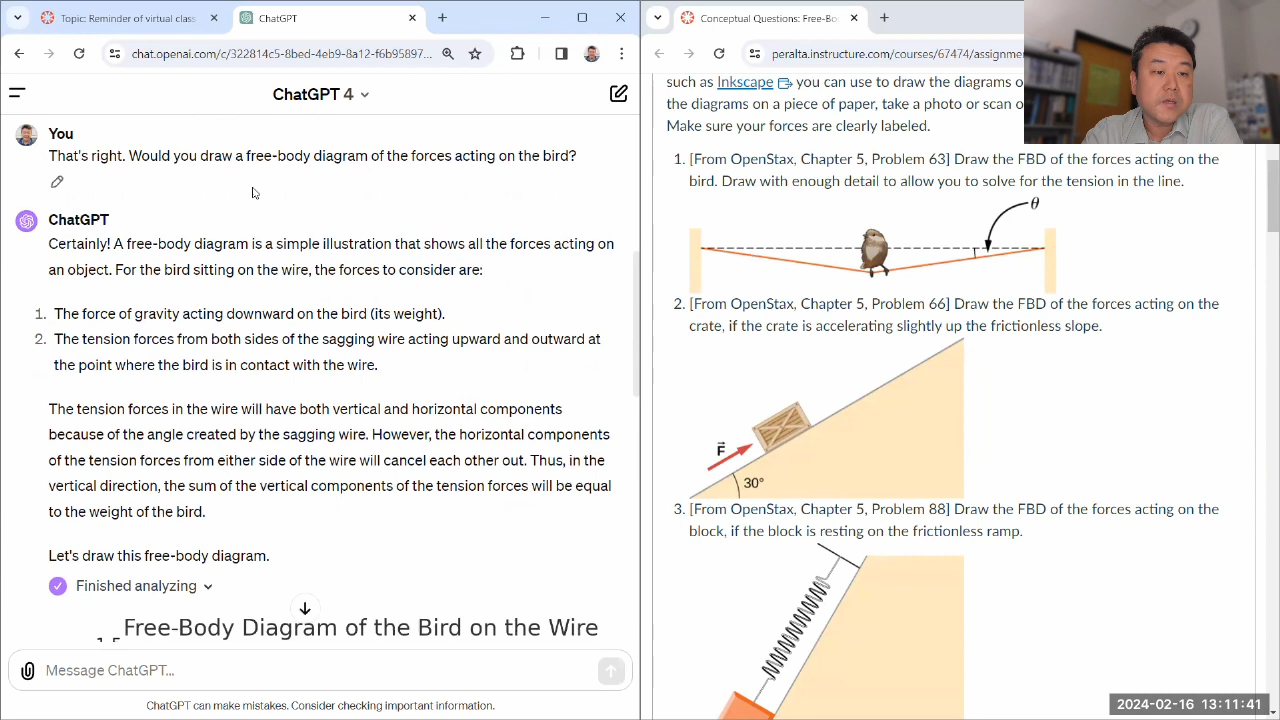 Topic: Reminder of virtual class
ChatGPT
chat.openai.com/c/322814c5-8bed-4eb9-8a12-f6b95897...
ChatGPT 4
You
That's right. Would you draw a free-body diagram of the forces acting on the bird?
ChatGPT
Certainly! A free-body diagram is a simple illustration that shows all the forces acting on
an object. For the bird sitting on the wire, the forces to consider are:
1. The force of gravity acting downward on the bird (its weight).
2. The tension forces from both sides of the sagging wire acting upward and outward at
the point where the bird is in contact with the wire.
The tension forces in the wire will have both vertical and horizontal components
because of the angle created by the sagging wire. However, the horizontal components
of the tension forces from either side of the wire will cancel each other out. Thus, in the
vertical direction, the sum of the vertical components of the tension forces will be equal
to the weight of the bird.
Let's draw this free-body diagram.
Finished analyzing
Free-Body Diagram of the Bird on the Wire
1.5
Message ChatGPT...
ChatGPT can make mistakes. Consider checking important information.
Conceptual Questions: Free-Bo
peralta.instructure.com/courses/67474/assignme
such as Inkscape you can use to draw the diagrams o
the diagrams on a piece of paper, take a photo or scan o
Make sure your forces are clearly labeled.
1. [From OpenStax, Chapter 5, Problem 63] Draw the FBD of the forces acting on the
bird. Draw with enough detail to allow you to solve for the tension in the line.
θ
2. [From OpenStax, Chapter 5, Problem 66] Draw the FBD of the forces acting on the
crate, if the crate is accelerating slightly up the frictionless slope.
F⃗
30°
3. [From OpenStax, Chapter 5, Problem 88] Draw the FBD of the forces acting on the
block, if the block is resting on the frictionless ramp.
2024-02-16 13:11:41